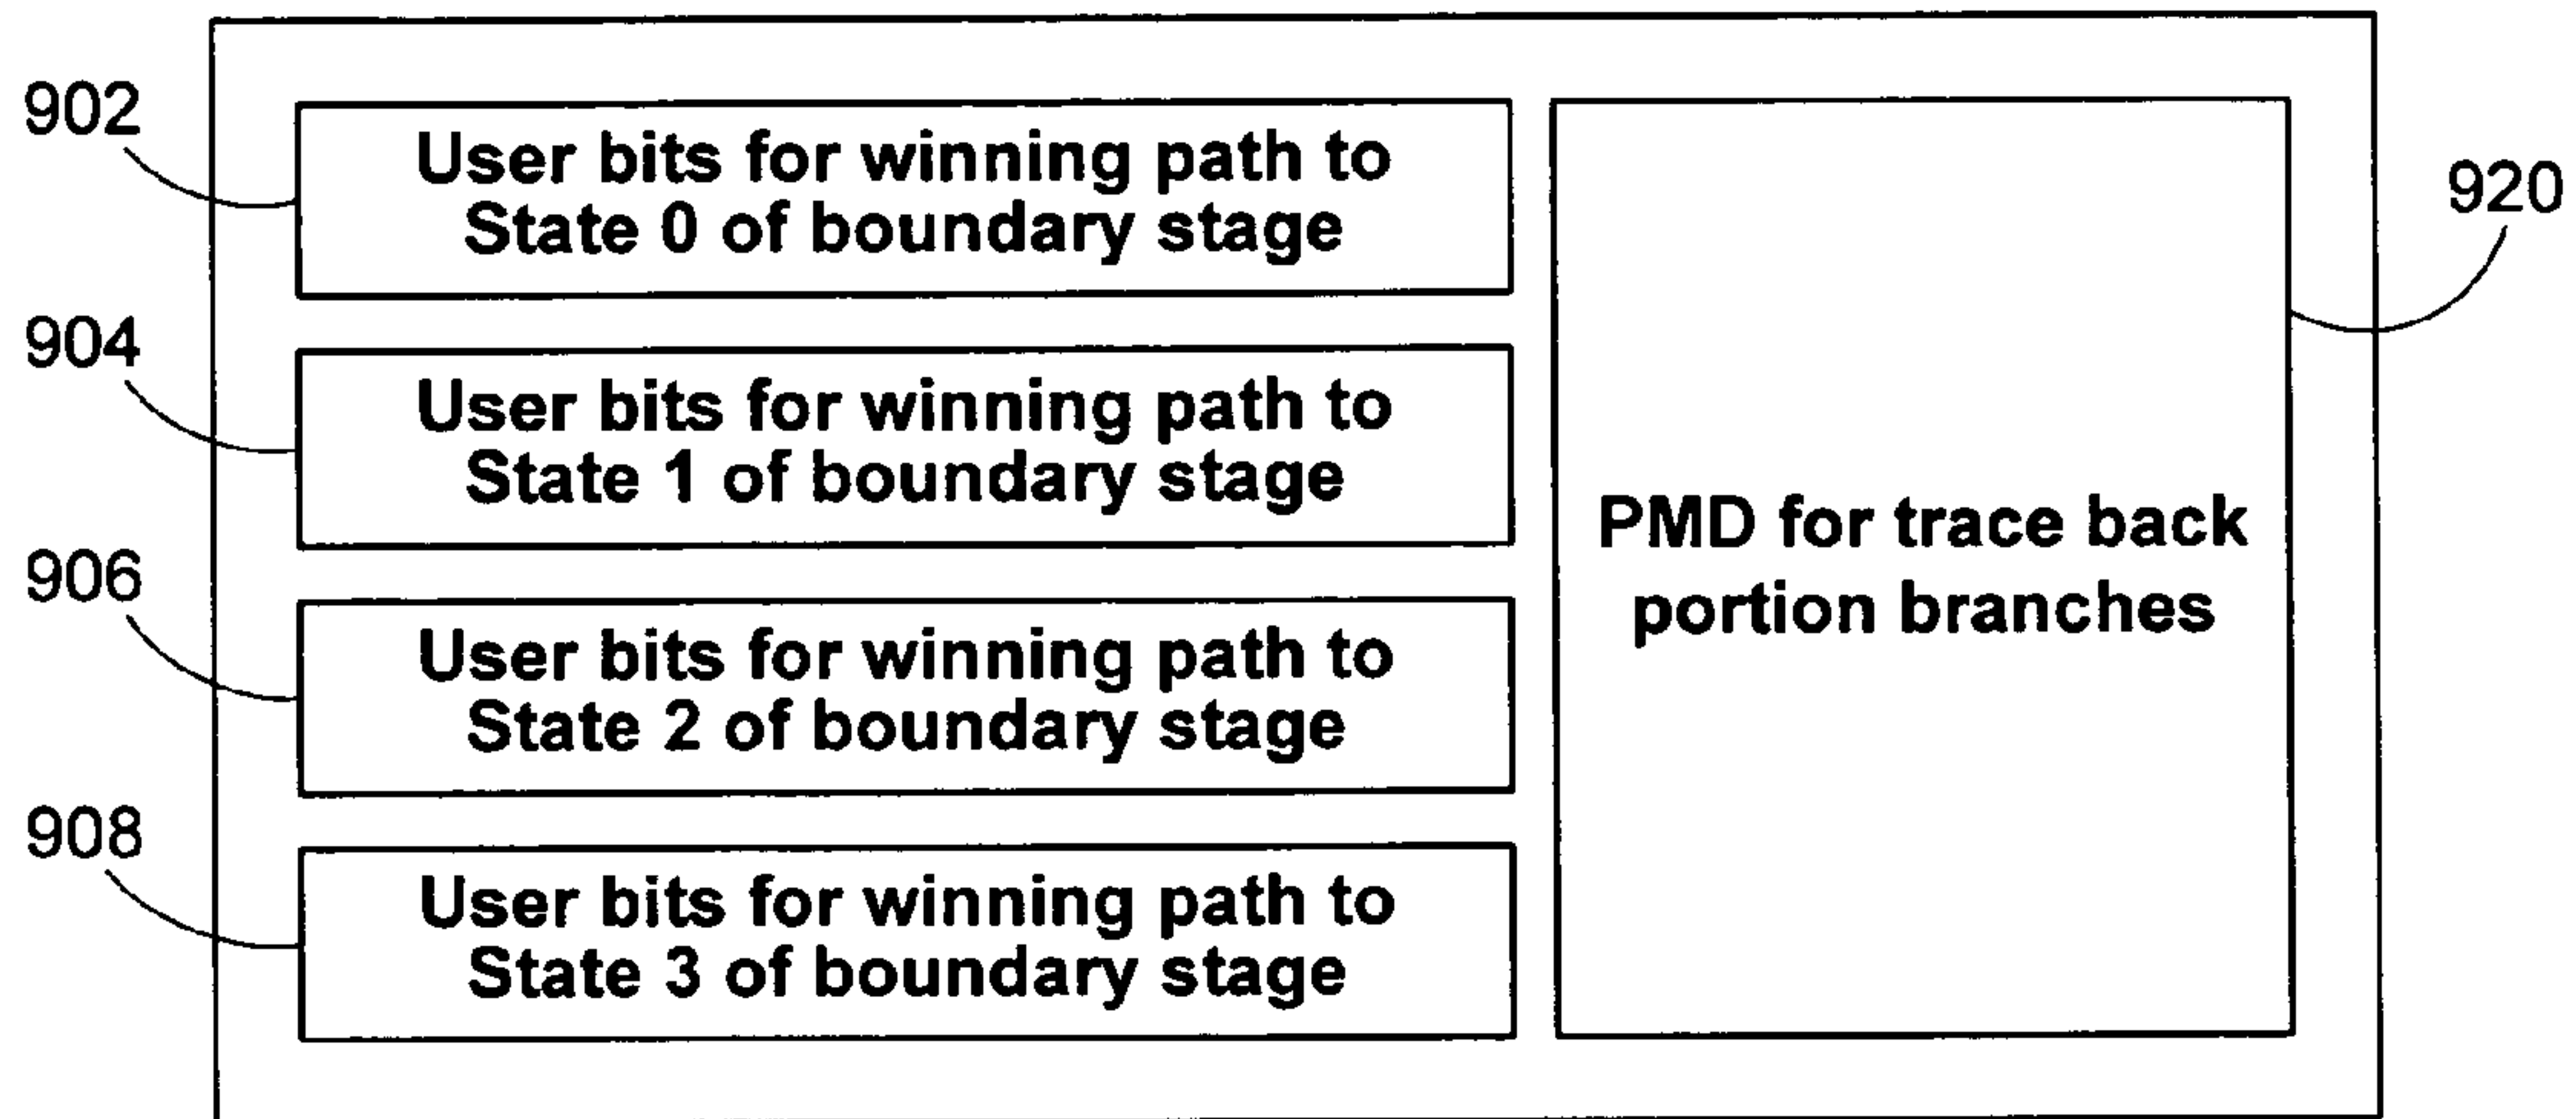 902
User bits for winning path to
State 0 of boundary stage
904
User bits for winning path to
State 1 of boundary stage
906
User bits for winning path to
State 2 of boundary stage
908
User bits for winning path to
State 3 of boundary stage
920
PMD for trace back
portion branches